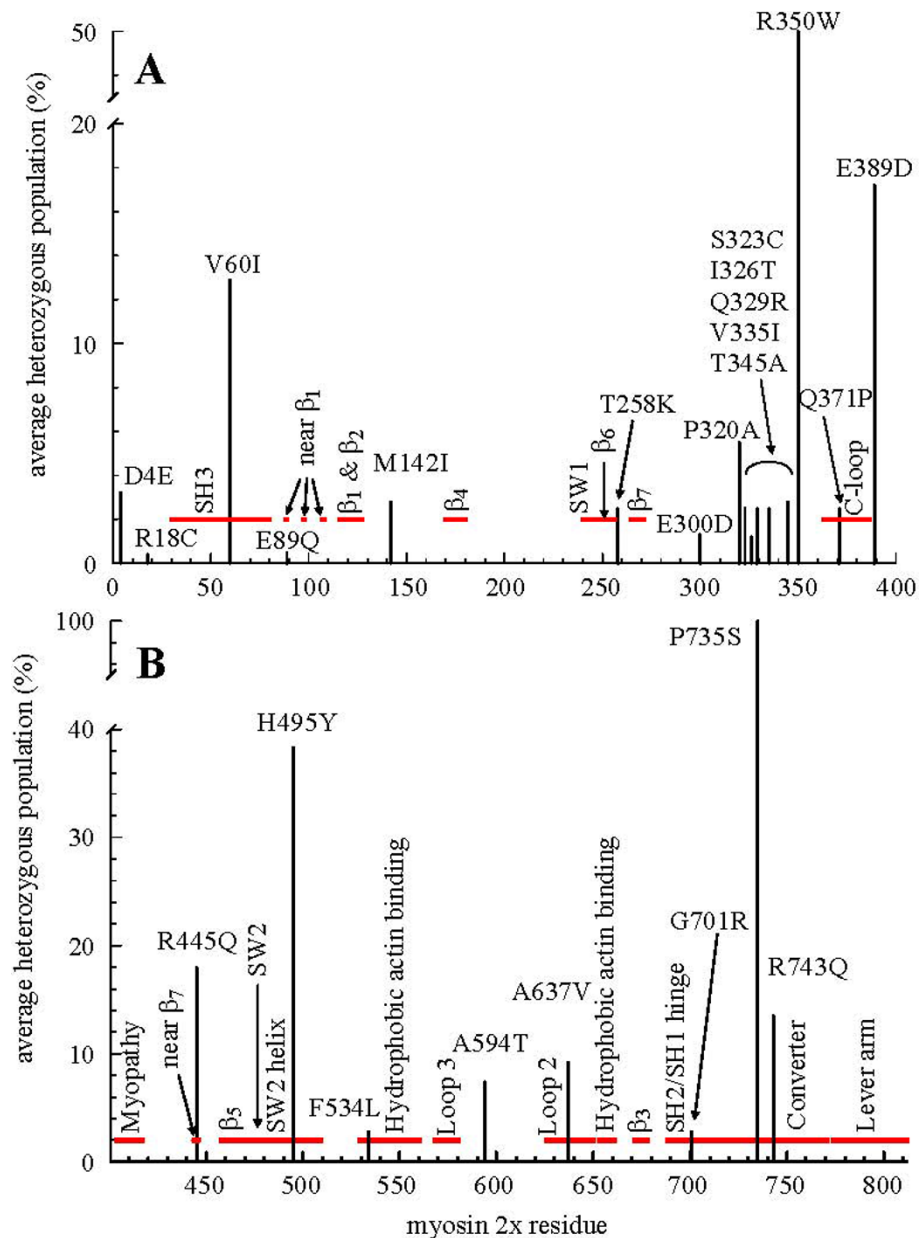 R350W
50
A
20
E389D
S323C
V60I
I326T
Q329R
V335I
T345A
10
near β1
β1 & β2
T258K
Q371P
P320A
D4E
SH3
M142I
β4
SW1
β6
β7
C-loop
R18C
E89Q
E300D
0
0 50 100 150 200 250 300 350 400
average heterozygous population (%)
100
P735S
B
40
H495Y
30
20
R445Q
SW2
G701R
R743Q
A637V
near β7
10
A594T
Myopathy
β5
SW2 helix
F534L
Hydrophobic actin binding
Loop 3
Loop 2
Hydrophobic actin binding
β3
SH2/SH1 hinge
Converter
Lever arm
0
450 500 550 600 650 700 750 800
average heterozygous population (%)
myosin 2x residue